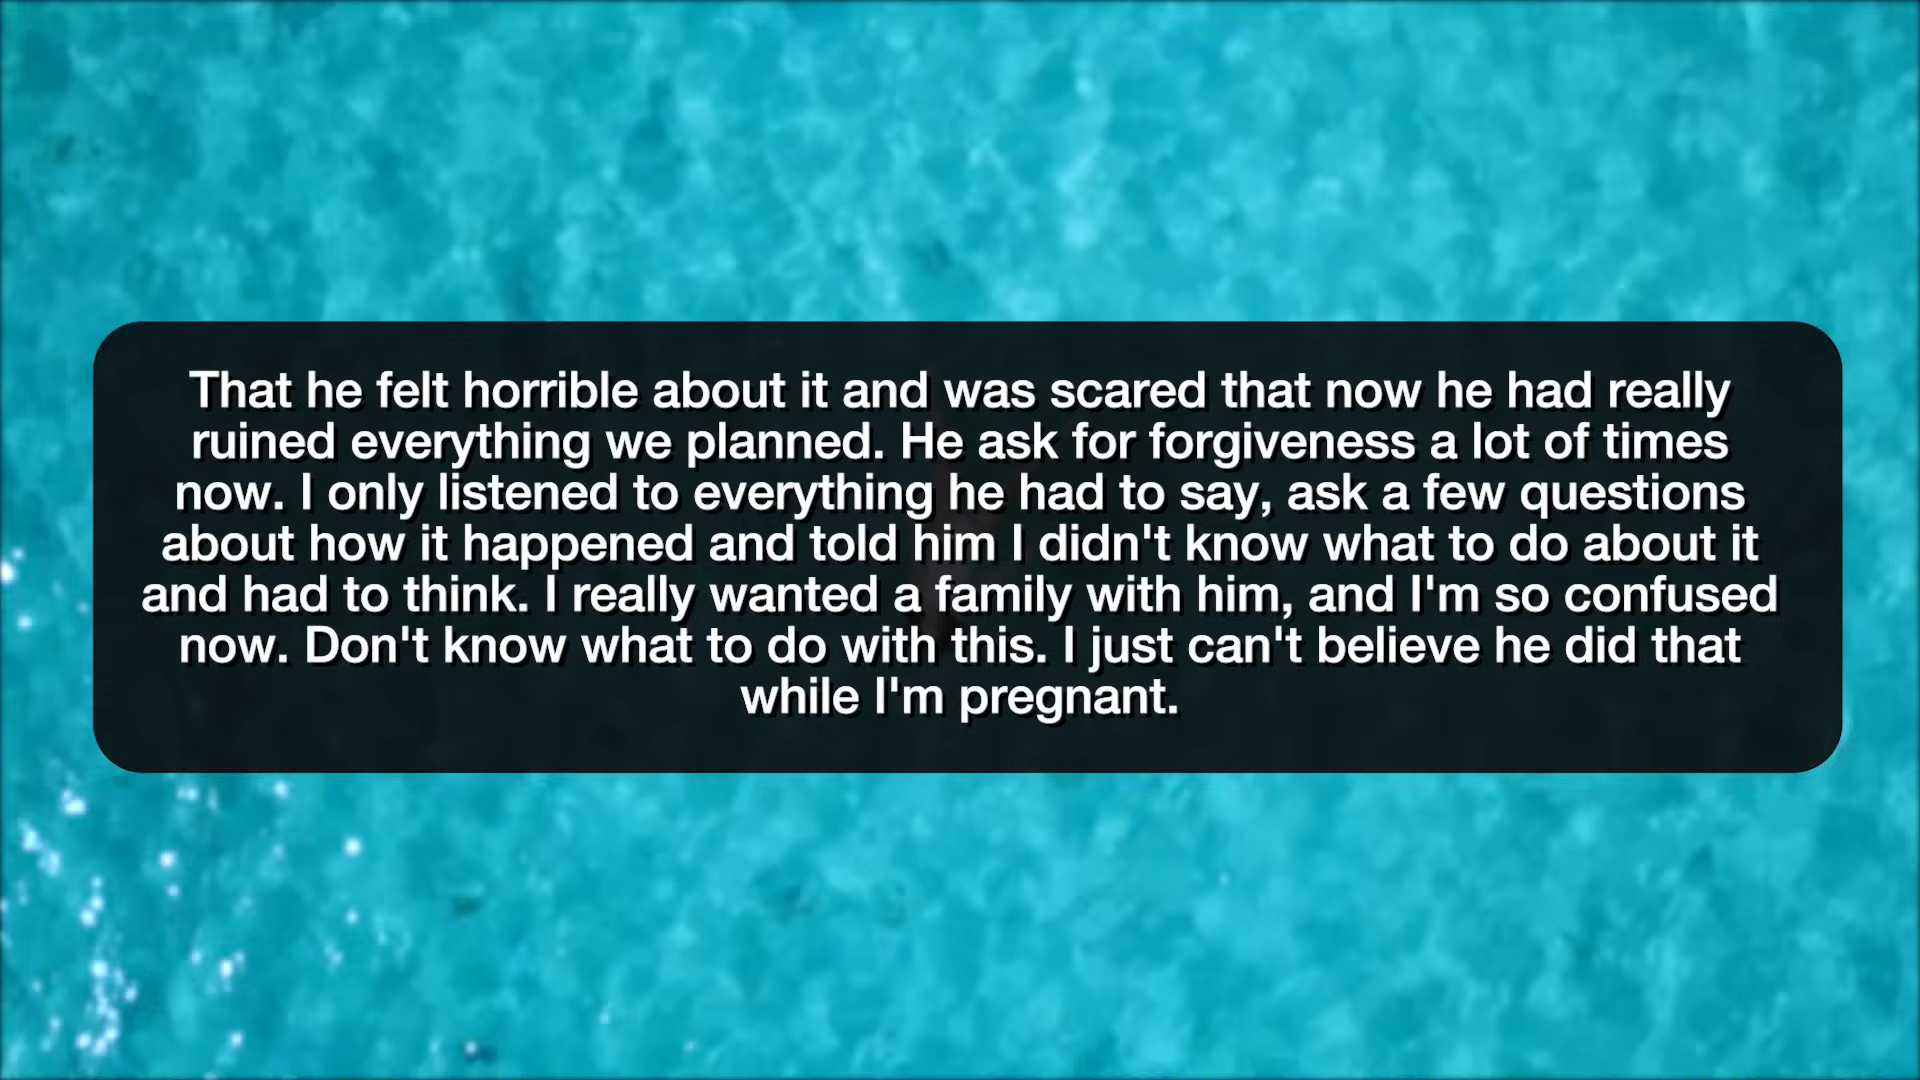 That he felt horrible about it and was scared that now he had really
ruined everything we planned. He ask for forgiveness a lot of times
now. I only listened to everything he had to say, ask a few questions
about how it happened and told him I didn't know what to do about it
and had to think. I really wanted a family with him, and I'm so confused
now. Don't know what to do with this. I just can't believe he did that
while I'm pregnant.